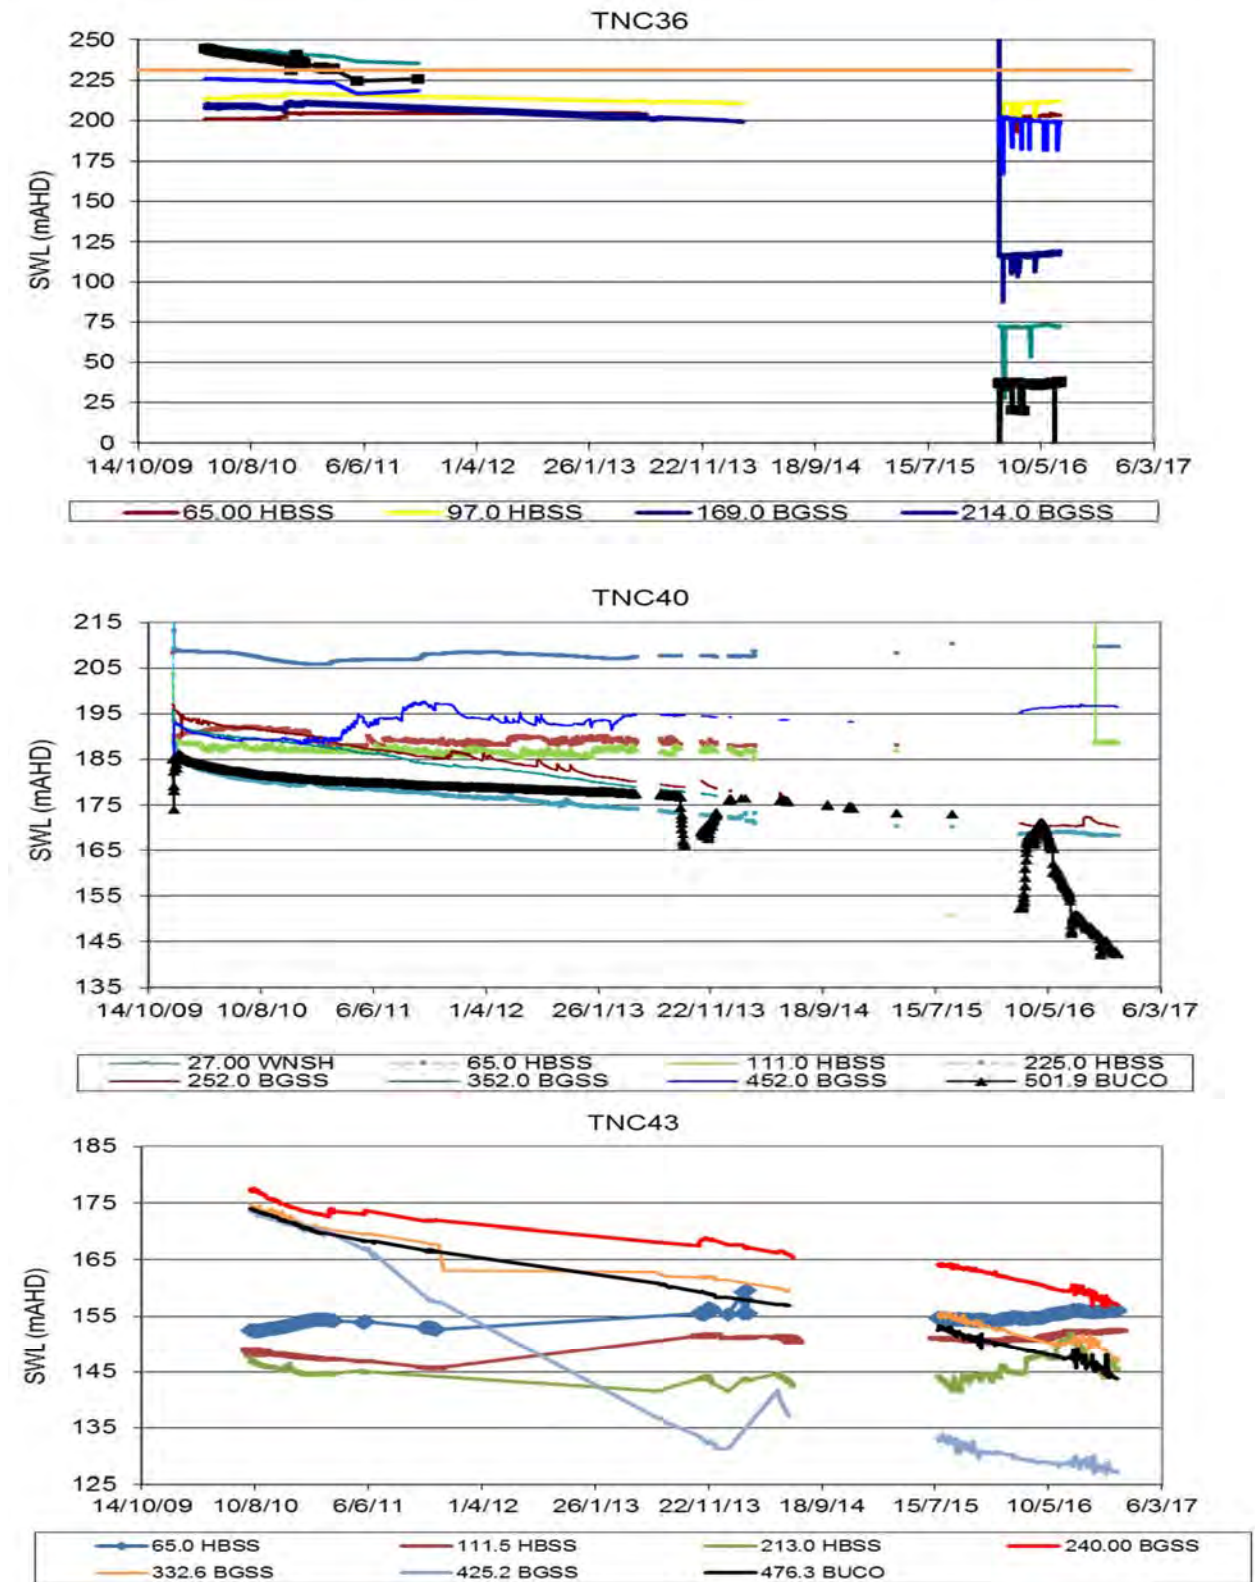 TNC36
250
225
200
175
150
125
100
75
50
25
0
SWL (mAHD)
14/10/09 10/8/10 6/6/11 1/4/12 26/1/13 22/11/13 18/9/14 15/7/15 10/5/16 6/3/17
65.00 HBSS 97.0 HBSS 169.0 BGSS 214.0 BGSS
TNC40
215
205
195
185
175
165
155
145
135
SWL (mAHD)
14/10/09 10/8/10 6/6/11 1/4/12 26/1/13 22/11/13 18/9/14 15/7/15 10/5/16 6/3/17
27.00 WNSH 65.0 HBSS 111.0 HBSS 225.0 HBSS
252.0 BGSS 352.0 BGSS 452.0 BGSS 501.9 BUCO
TNC43
185
175
165
155
145
135
125
SWL (mAHD)
14/10/09 10/8/10 6/6/11 1/4/12 26/1/13 22/11/13 18/9/14 15/7/15 10/5/16 6/3/17
65.0 HBSS 111.5 HBSS 213.0 HBSS 240.00 BGSS
332.6 BGSS 425.2 BGSS 476.3 BUCO